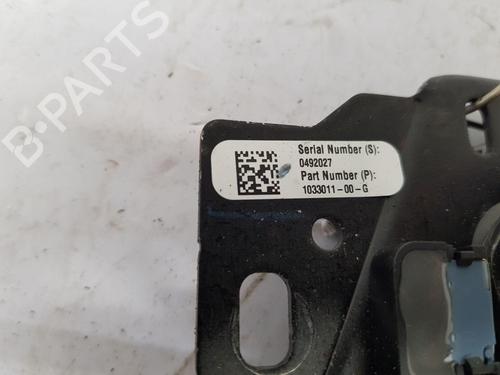 B-PARTS
Serial Number (S):
0492027
Part Number (P):
1033011-00-G